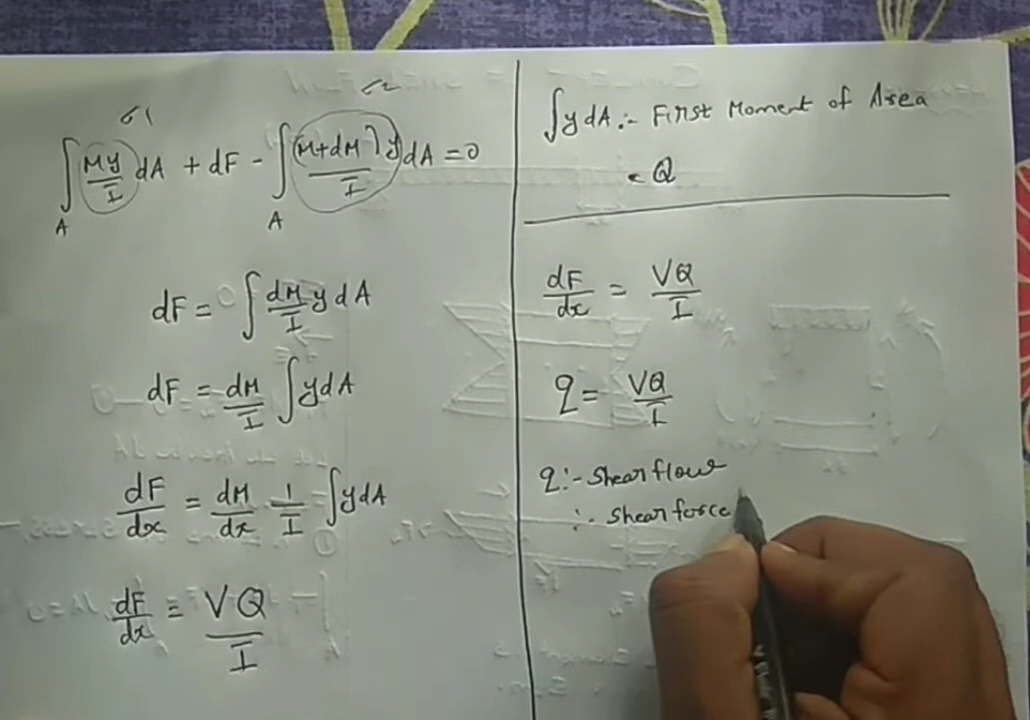 σ1 σ2
∫A My/I dA + dF - ∫A (M+dM)y/I dA = 0
dF = ∫ dM/I y dA
dF = dM/I ∫ y dA
dF/dx = dM/dx 1/I ∫ y dA
dF/dx = VQ/I
∫ y dA :- First Moment of Area
= Q
dF/dx = VQ/I
q = VQ/I
q :- Shear flow
:- Shear force